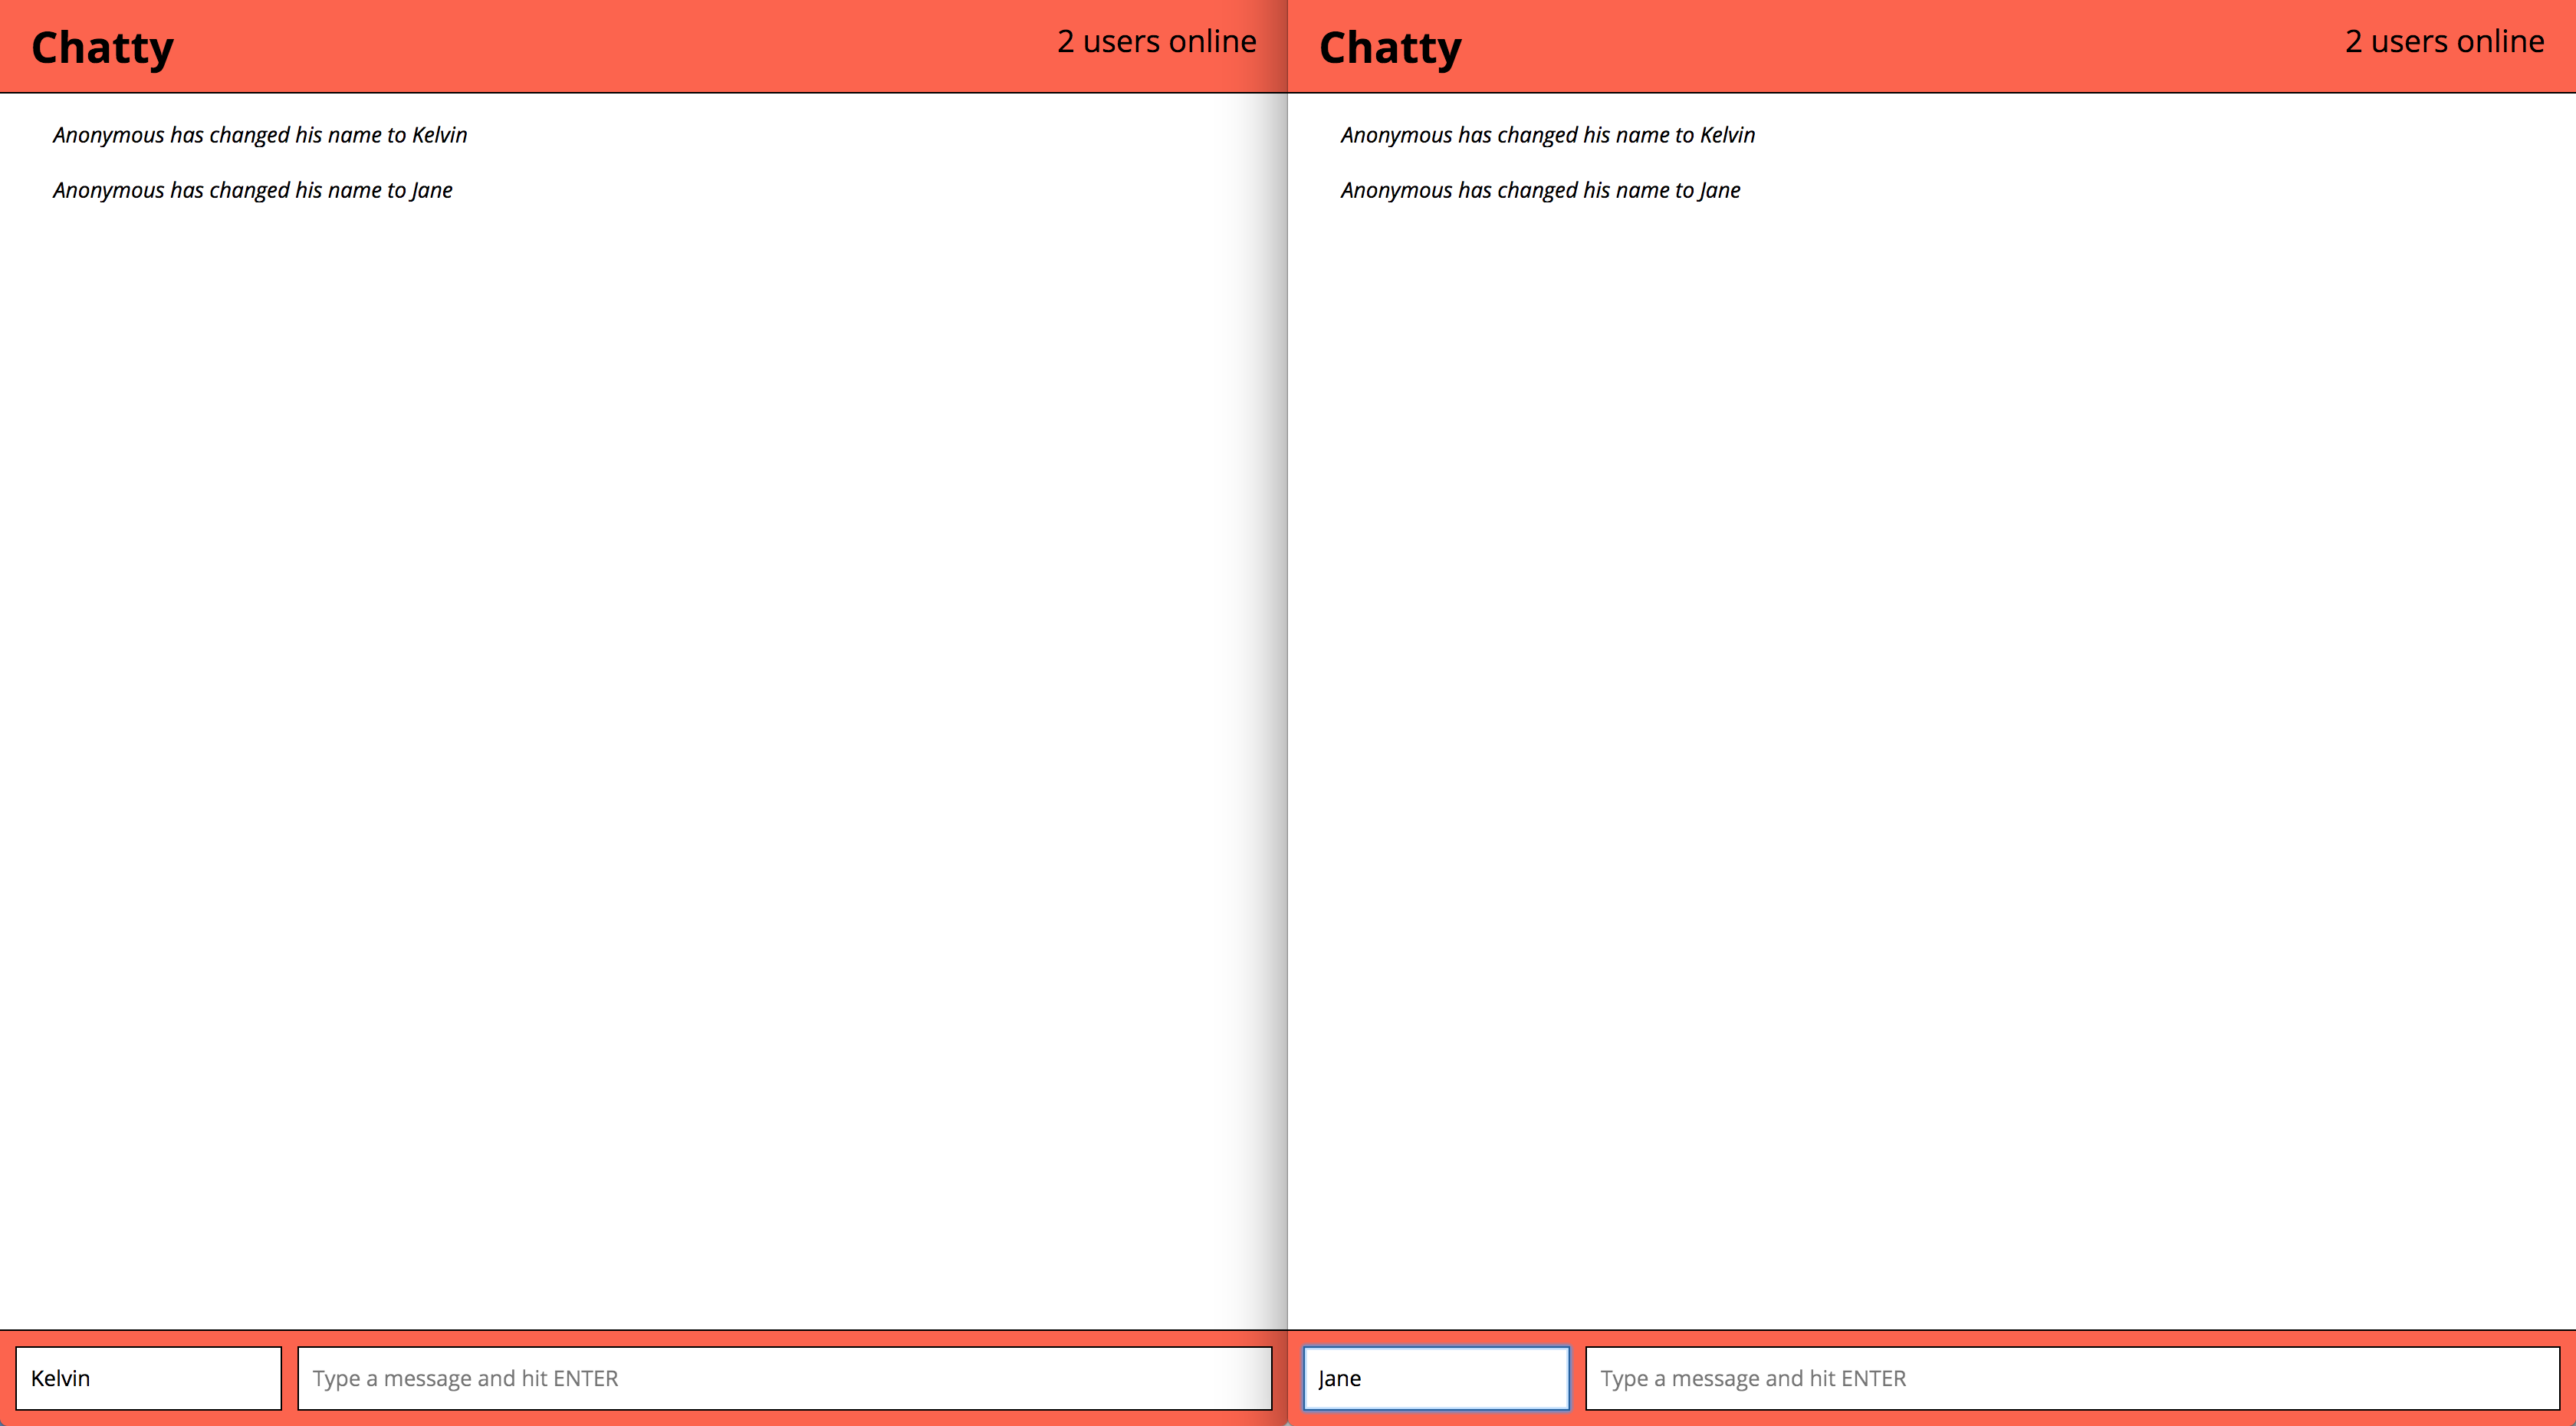 Chatty
2 users online
Anonymous has changed his name to Kelvin
Anonymous has changed his name to Jane
Kelvin
Type a message and hit ENTER
Chatty
2 users online
Anonymous has changed his name to Kelvin
Anonymous has changed his name to Jane
Jane
Type a message and hit ENTER